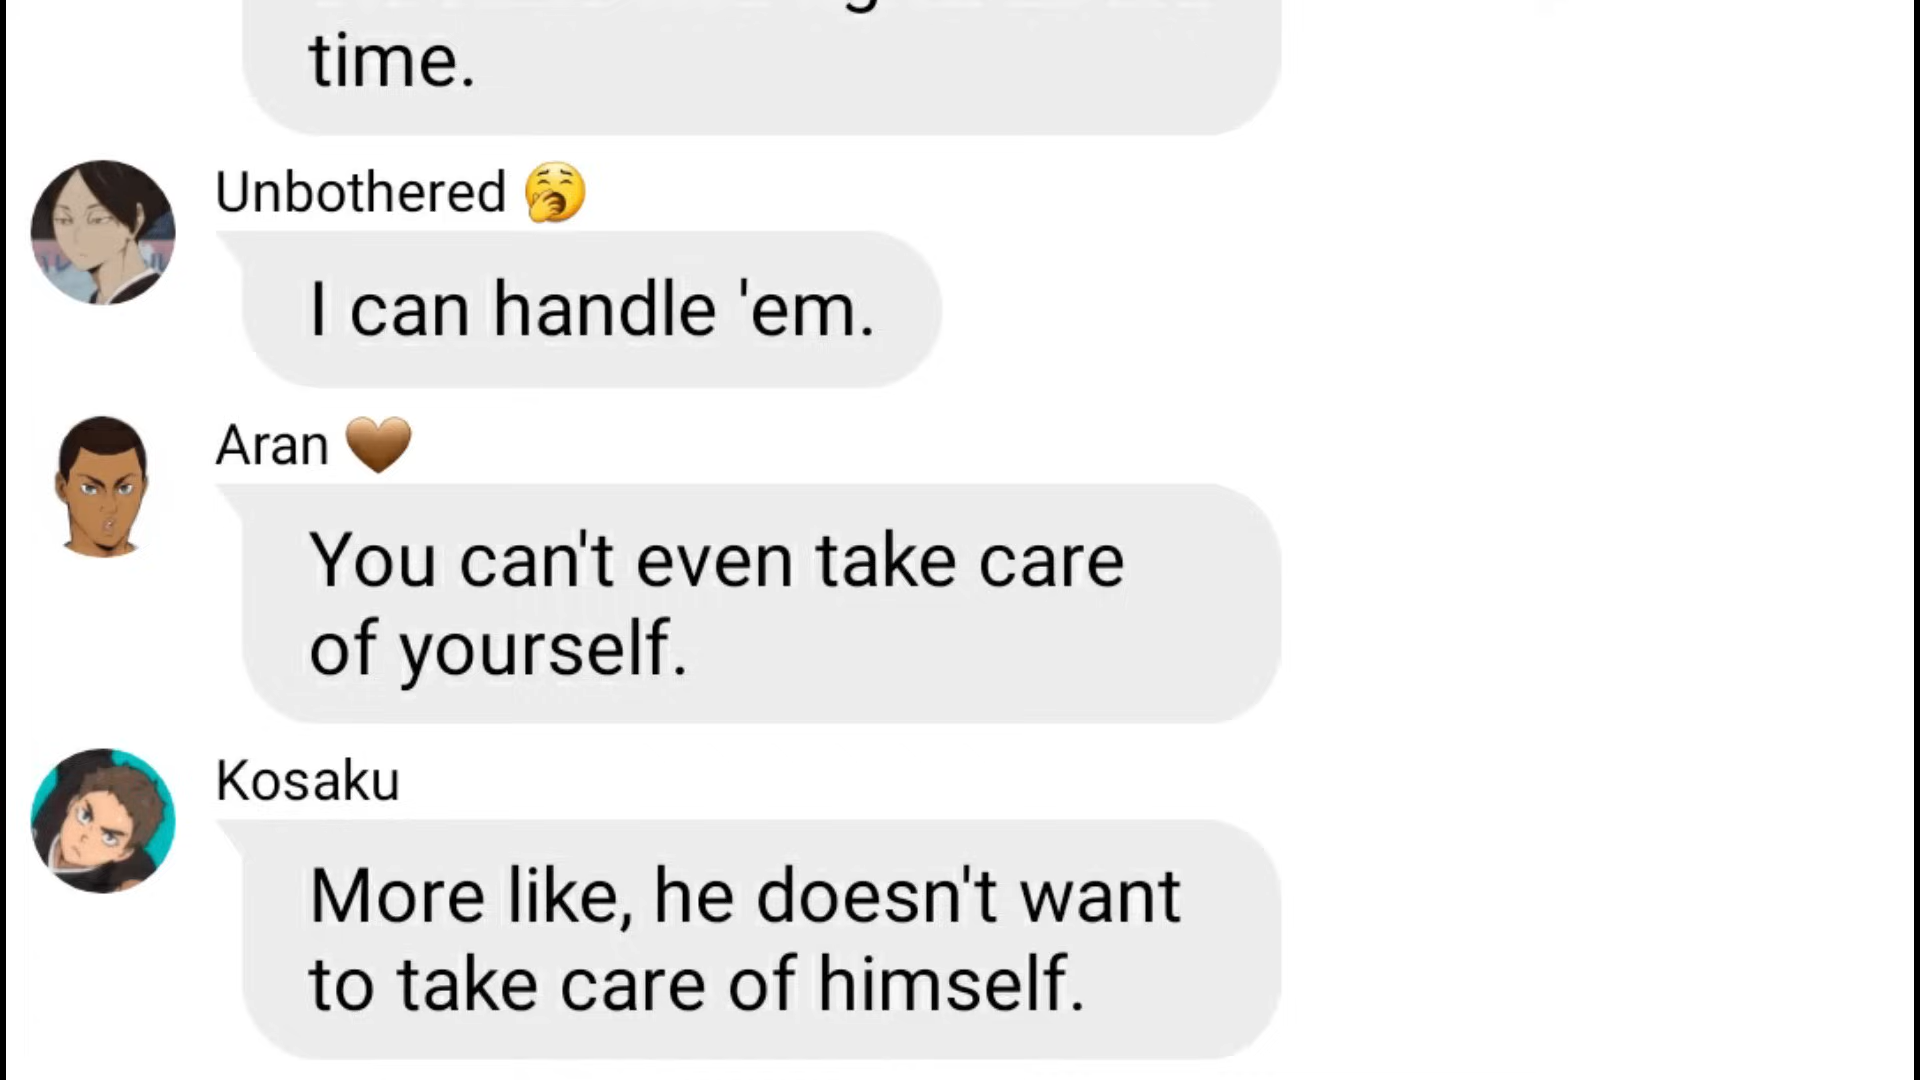 time.
Unbothered 🥱
I can handle 'em.
Aran 🤎
You can't even take care
of yourself.
Kosaku
More like, he doesn't want
to take care of himself.